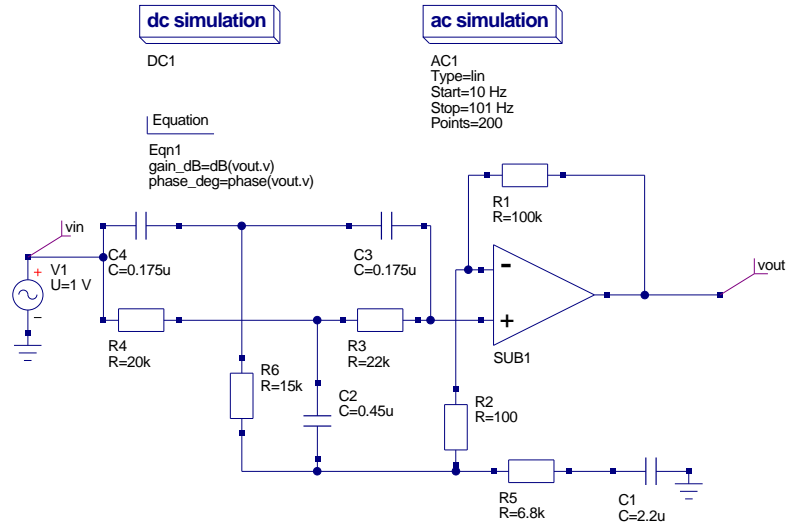 dc simulation
DC1
ac simulation
AC1
Type=lin
Start=10 Hz
Stop=101 Hz
Points=200
Equation
Eqn1
gain_dB=dB(vout.v)
phase_deg=phase(vout.v)
R1
R=100k
vin
V1
U=1 V
+
-
C4
C=0.175u
C3
C=0.175u
-
+
SUB1
vout
R4
R=20k
R3
R=22k
R6
R=15k
C2
C=0.45u
R2
R=100
R5
R=6.8k
C1
C=2.2u